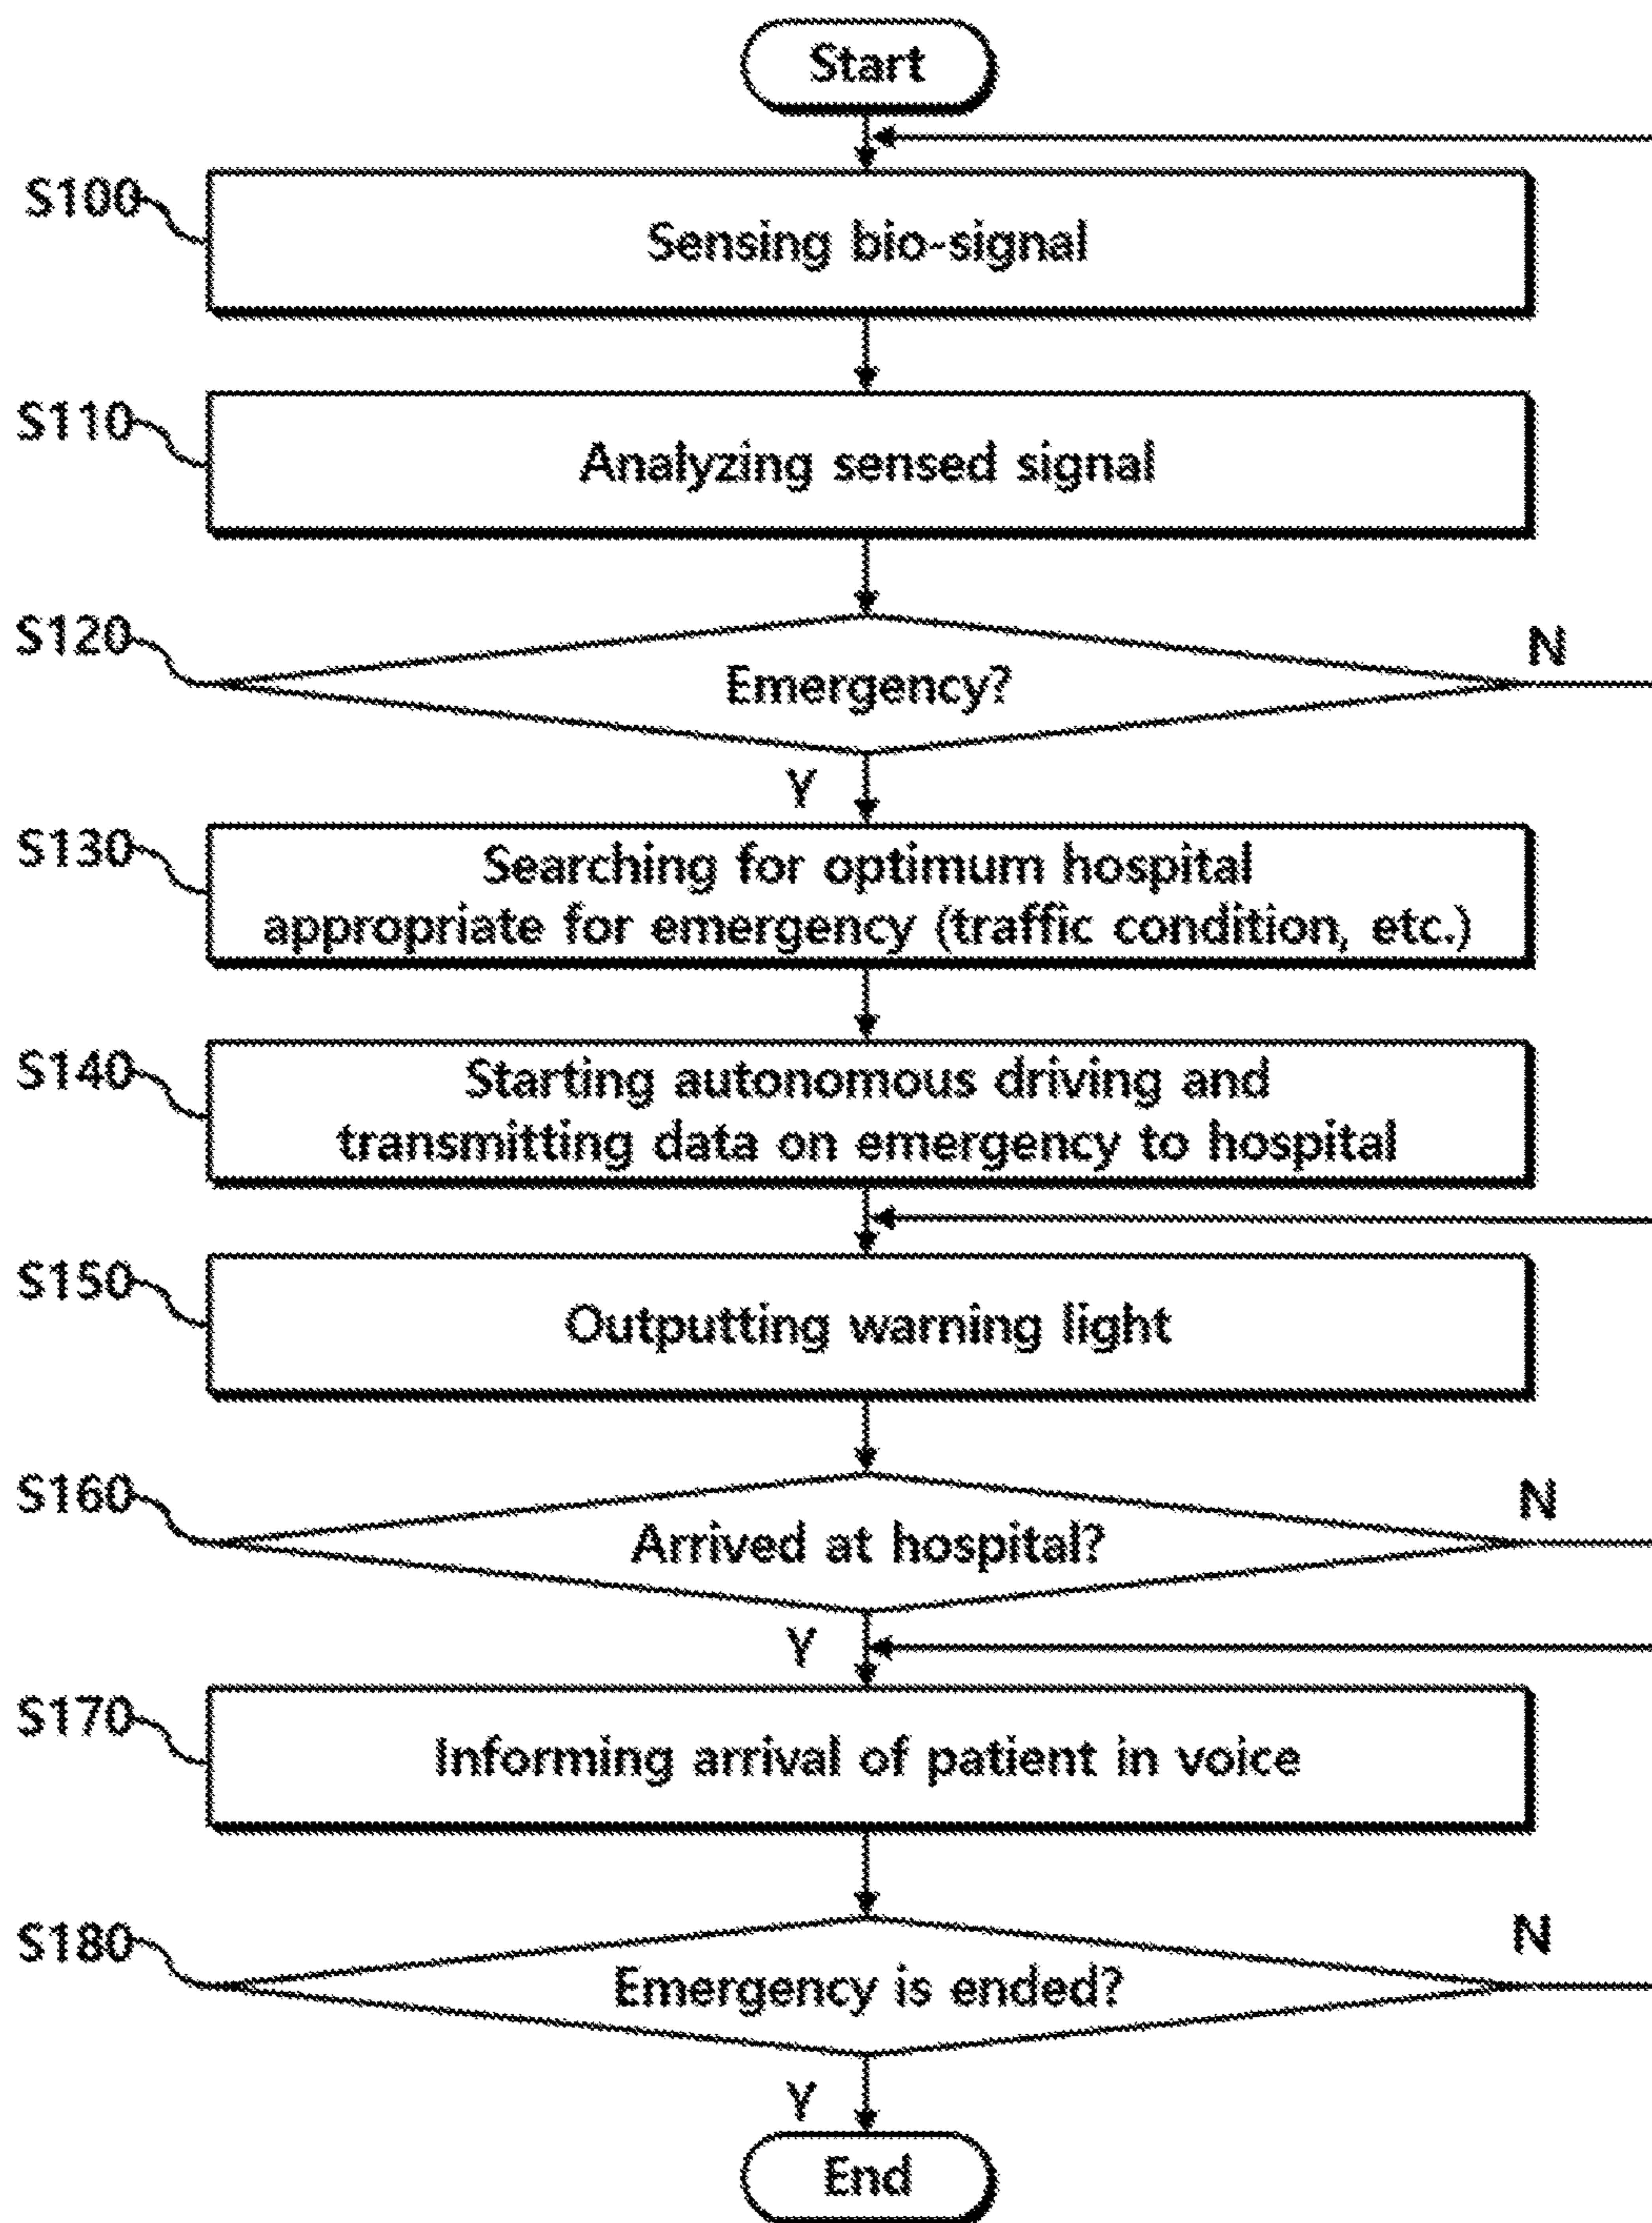 Start
S100
Sensing bio-signal
S110
Analyzing sensed signal
S120
Emergency?
N
Y
S130
Searching for optimum hospital
appropriate for emergency (traffic condition, etc.)
S140
Starting autonomous driving and
transmitting data on emergency to hospital
S150
Outputting warning light
S160
Arrived at hospital?
N
Y
S170
Informing arrival of patient in voice
S180
Emergency is ended?
N
Y
End